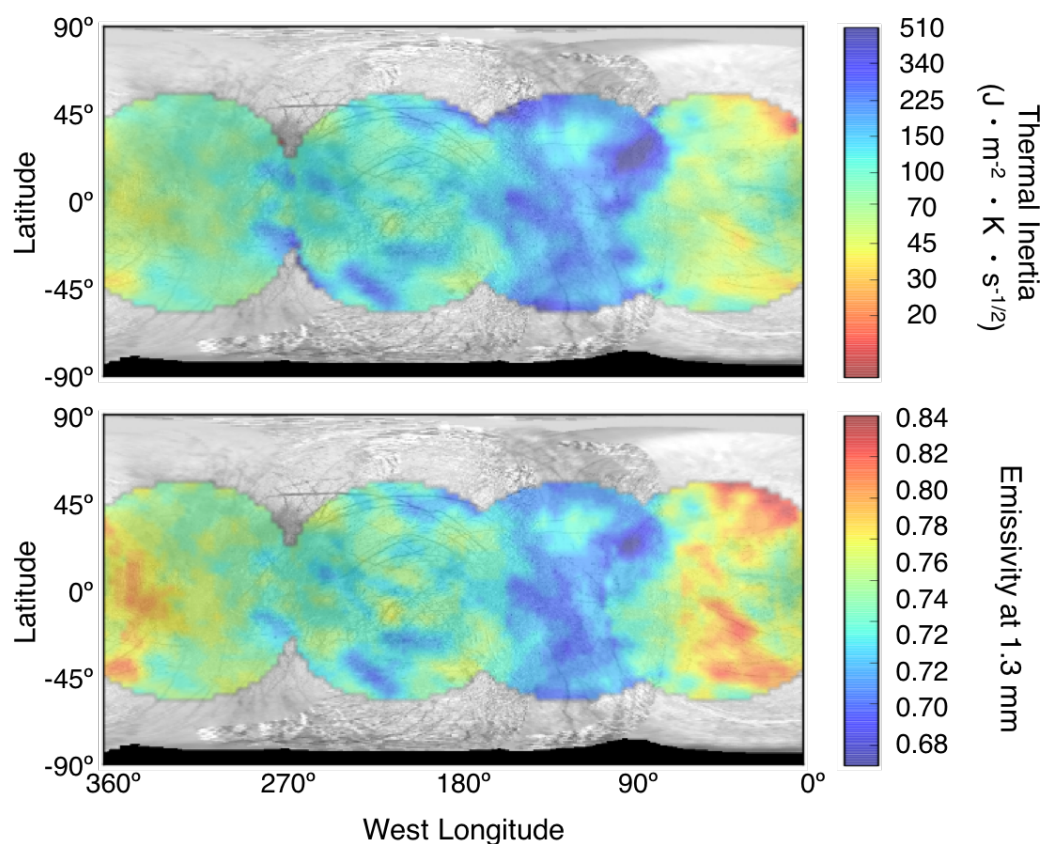 90º
45º
0º
-45º
-90º
Latitude
510
340
225
150
100
70
45
30
20
Thermal Inertia
(J · m-2 · K · s-1/2)
90º
45º
0º
-45º
-90º
Latitude
0.84
0.82
0.80
0.78
0.76
0.74
0.72
0.72
0.70
0.68
Emissivity at 1.3 mm
360º 270º 180º 90º 0º
West Longitude